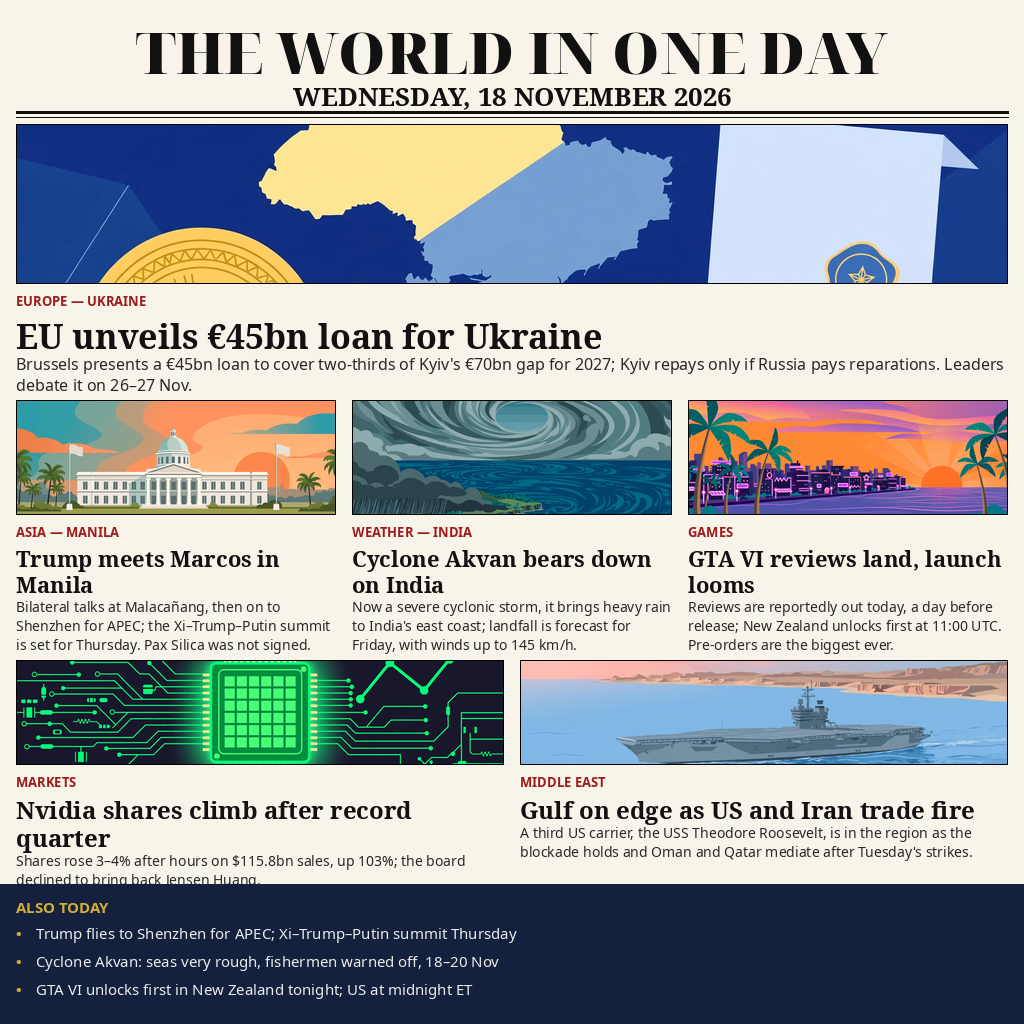 THE WORLD IN ONE DAY
WEDNESDAY, 18 NOVEMBER 2026
EUROPE — UKRAINE
EU unveils €45bn loan for Ukraine
Brussels presents a €45bn loan to cover two-thirds of Kyiv's €70bn gap for 2027; Kyiv repays only if Russia pays reparations. Leaders
debate it on 26–27 Nov.
ASIA — MANILA
Trump meets Marcos in
Manila
Bilateral talks at Malacañang, then on to
Shenzhen for APEC; the Xi–Trump–Putin summit
is set for Thursday. Pax Silica was not signed.
WEATHER — INDIA
Cyclone Akvan bears down
on India
Now a severe cyclonic storm, it brings heavy rain
to India's east coast; landfall is forecast for
Friday, with winds up to 145 km/h.
GAMES
GTA VI reviews land, launch
looms
Reviews are reportedly out today, a day before
release; New Zealand unlocks first at 11:00 UTC.
Pre-orders are the biggest ever.
MARKETS
Nvidia shares climb after record
quarter
Shares rose 3–4% after hours on $115.8bn sales, up 103%; the board
declined to bring back Jensen Huang.
MIDDLE EAST
Gulf on edge as US and Iran trade fire
A third US carrier, the USS Theodore Roosevelt, is in the region as the
blockade holds and Oman and Qatar mediate after Tuesday's strikes.
ALSO TODAY
• Trump flies to Shenzhen for APEC; Xi–Trump–Putin summit Thursday
• Cyclone Akvan: seas very rough, fishermen warned off, 18–20 Nov
• GTA VI unlocks first in New Zealand tonight; US at midnight ET